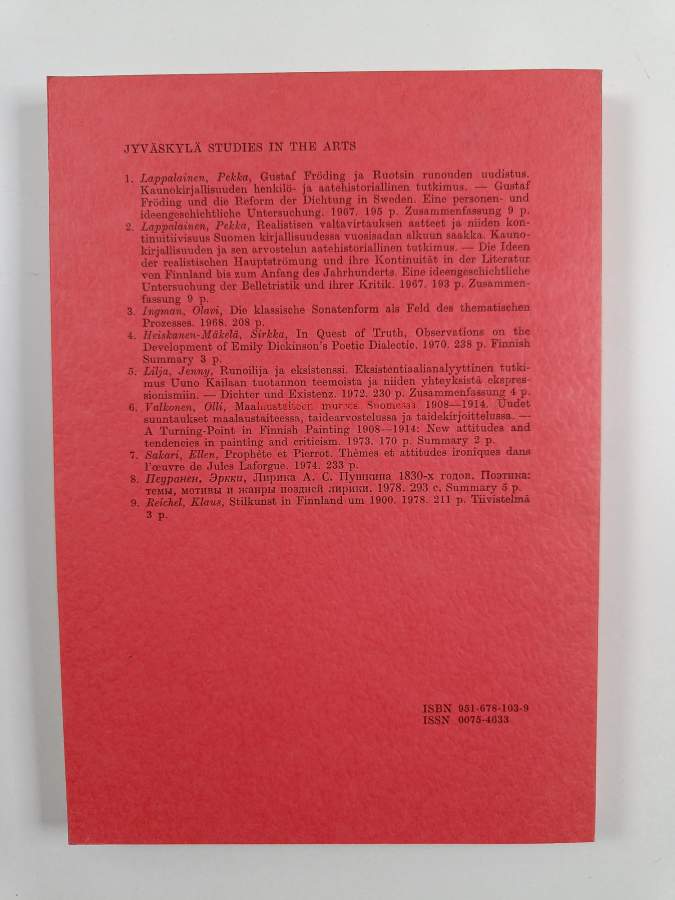 JYVÄSKYLÄ STUDIES IN THE ARTS
1. Lappalainen, Pekka, Gustaf Fröding ja Ruotsin runouden uudistus.
Kaunokirjallisuuden henkilö- ja aatehistoriallinen tutkimus. — Gustaf
Fröding und die Reform der Dichtung in Sweden. Eine personen- und
ideengeschichtliche Untersuchung. 1967. 195 p. Zusammenfassung 9 p.
2. Lappalainen, Pekka, Realistisen valtavirtauksen aatteet ja niiden kon-
tinuitiivisuus Suomen kirjallisuudessa vuosisadan alkuun saakka. Kauno-
kirjallisuuden ja sen arvostelun aatehistoriallinen tutkimus. — Die Ideen
der realistischen Hauptströmung und ihre Kontinuität in der Literatur
von Finnland bis zum Anfang des Jahrhunderts. Eine ideengeschichtliche
Untersuchung der Belletristik und ihrer Kritik. 1967. 193 p. Zusammen-
fassung 9 p.
3. Ingman, Olavi, Die klassische Sonatenform als Feld des thematischen
Prozesses. 1968. 208 p.
4. Heiskanen-Mäkelä, Sirkka, In Quest of Truth, Observations on the
Development of Emily Dickinson's Poetic Dialectic. 1970. 238 p. Finnish
Summary 3 p.
5. Lilja, Jenny, Runoilija ja eksistenssi. Eksistentiaalianalyyttinen tutki-
mus Uuno Kailaan tuotannon teemoista ja niiden yhteyksistä ekspres-
sionismiin. — Dichter und Existenz. 1972. 230 p. Zusammenfassung 4 p.
6. Valkonen, Olli, Maalaustaiteen murros Suomessa 1908—1914. Uudet
suuntaukset maalaustaiteessa, taidearvostelussa ja taidekirjoittelussa. —
A Turning-Point in Finnish Painting 1908—1914: New attitudes and
tendencies in painting and criticism. 1973. 170 p. Summary 2 p.
7. Sakari, Ellen, Prophète et Pierrot. Thèmes et attitudes ironiques dans
l'œuvre de Jules Laforgue. 1974. 233 p.
8. Пеуранен, Эркки, Лирика А. С. Пушкина 1830-х годов. Поэтика:
темы, мотивы и жанры поздней лирики. 1978. 293 с. Summary 5 p.
9. Reichel, Klaus, Stilkunst in Finnland um 1900. 1978. 211 p. Tiivistelmä
3 p.
ISBN 951-678-103-9
ISSN 0075-4633